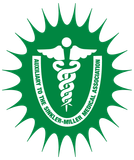 AUXILIARY TO THE SINKLER-MILLER MEDICAL ASSOCIATION